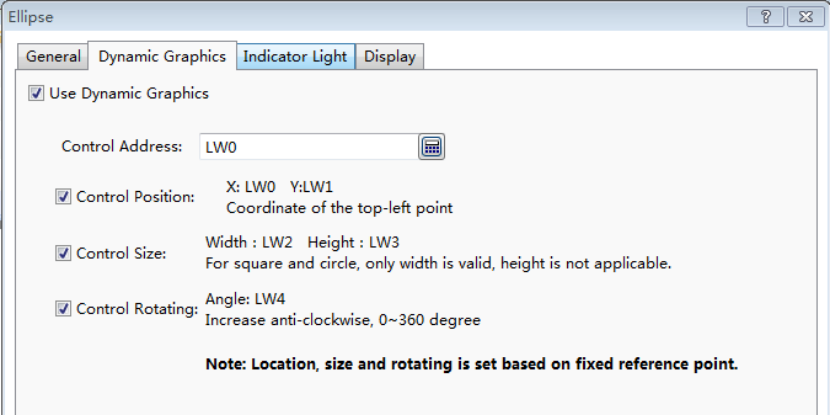 Ellipse
General Dynamic Graphics Indicator Light Display
Use Dynamic Graphics
Control Address: LW0
Control Position: X: LW0 Y:LW1
Coordinate of the top-left point
Control Size: Width : LW2 Height : LW3
For square and circle, only width is valid, height is not applicable.
Control Rotating: Angle: LW4
Increase anti-clockwise, 0~360 degree
Note: Location, size and rotating is set based on fixed reference point.